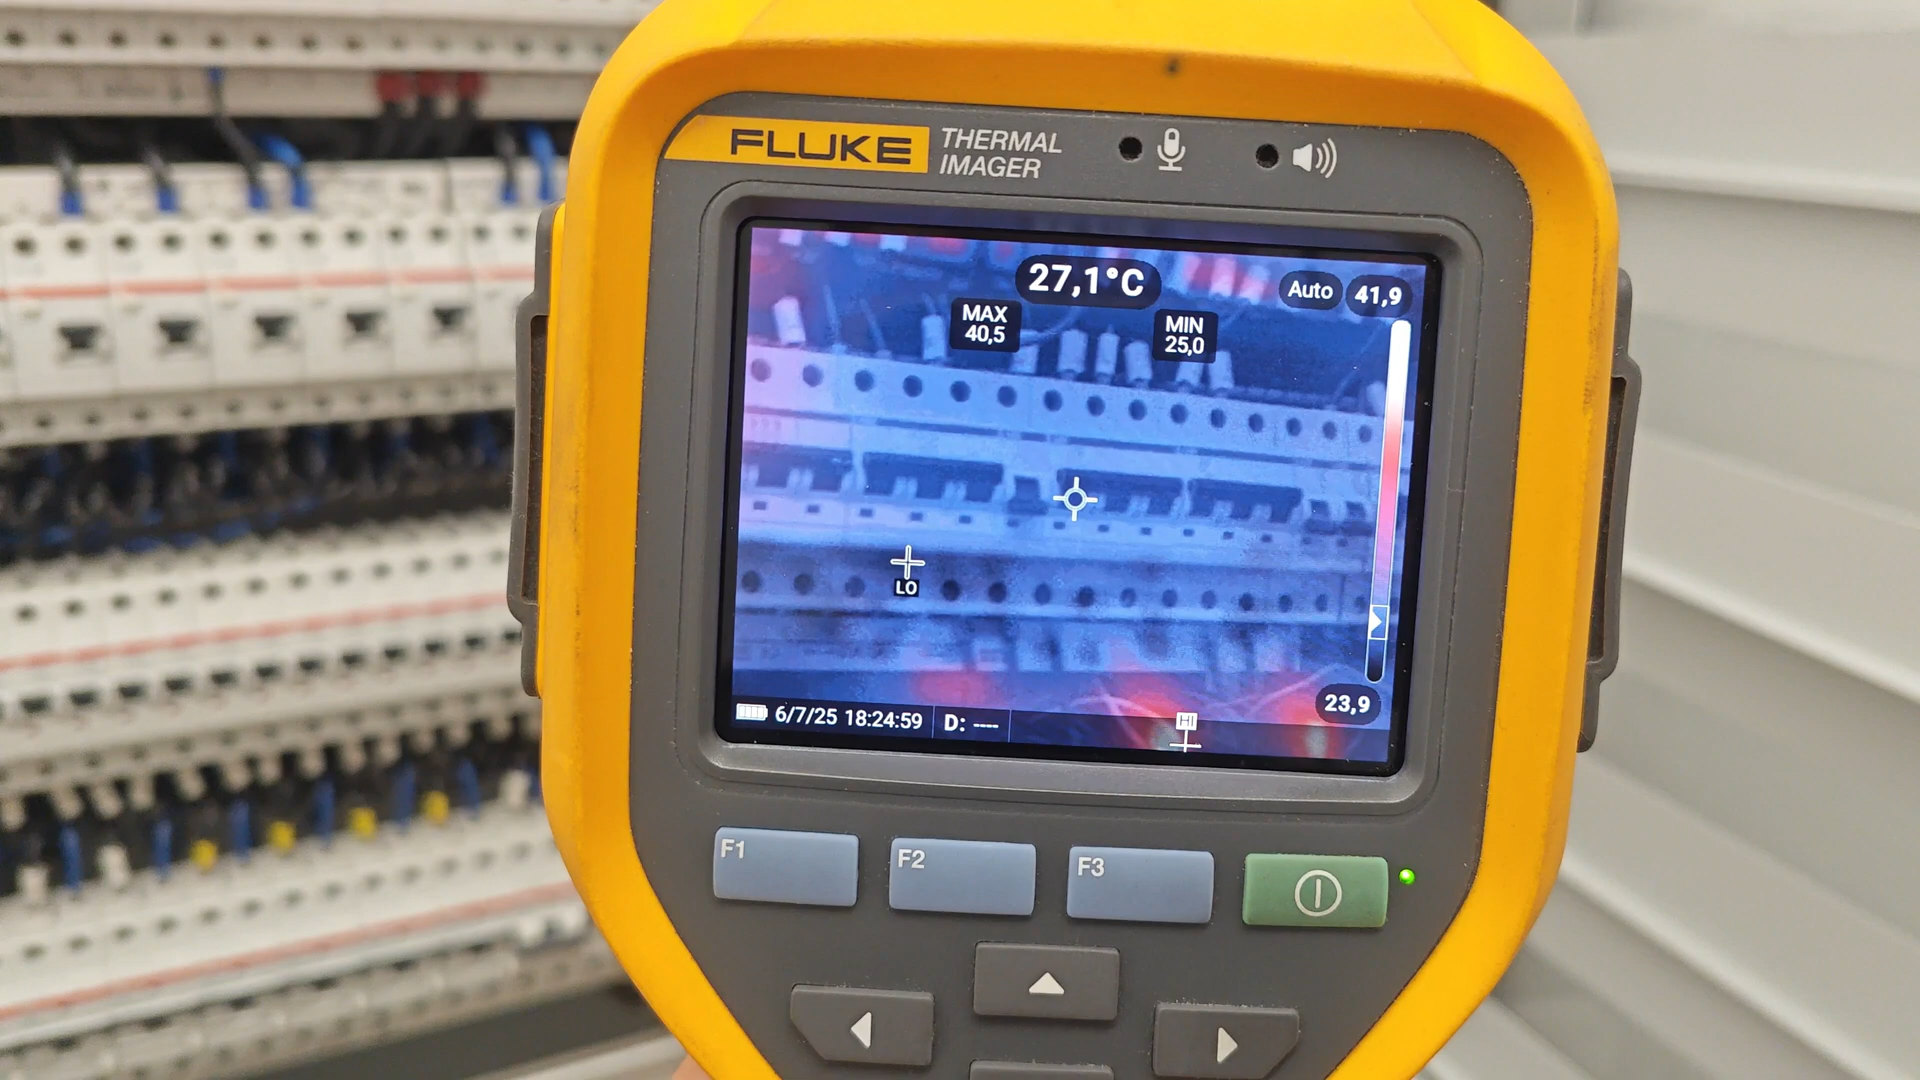 FLUKE
THERMAL
IMAGER
27,1°C
Auto 41,9
MAX
40,5
MIN
25,0
LO
23,9
6/7/25 18:24:59 D: ----
HI
F1
F2
F3